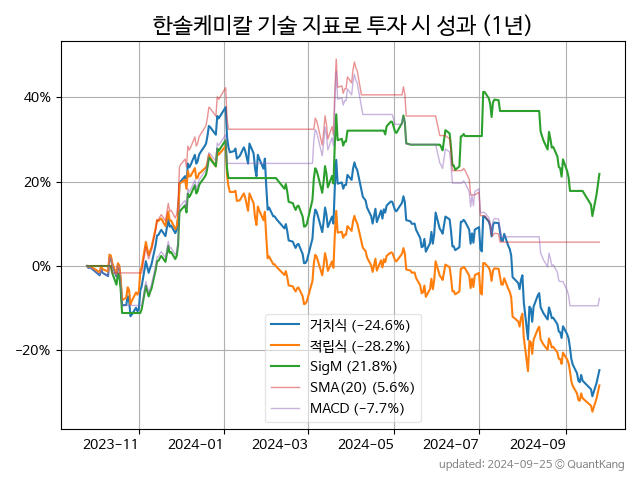 한솔케미칼 기술 지표로 투자 시 성과 (1년)
40%
20%
0%
−20%
거치식 (−24.6%)
적립식 (−28.2%)
SigM (21.8%)
SMA(20) (5.6%)
MACD (−7.7%)
2023-11 2024-01 2024-03 2024-05 2024-07 2024-09
updated: 2024-09-25 © QuantKang